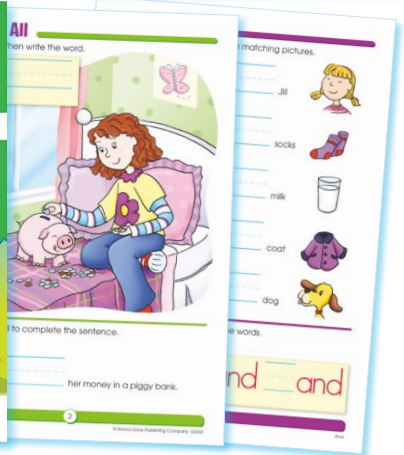 All
then write the word.
l to complete the sentence.
her money in a piggy bank.
2
© School Zone Publishing Company
matching pictures.
Jill
socks
milk
coat
dog
e words.
nd and